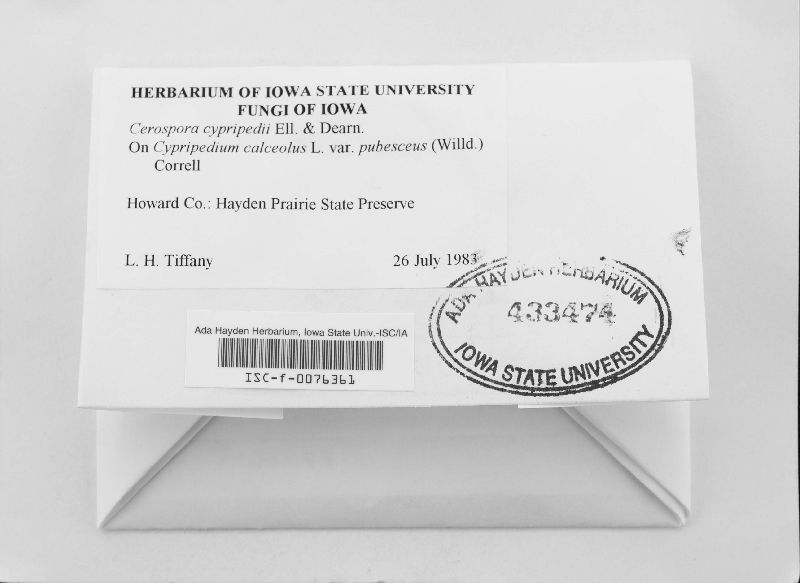 HERBARIUM OF IOWA STATE UNIVERSITY
FUNGI OF IOWA
Cerospora cypripedii Ell. & Dearn.
On Cypripedium calceolus L. var. pubesceus (Willd.)
Correll
Howard Co.: Hayden Prairie State Preserve
L. H. Tiffany 26 July 1983
ADA HAYDEN HERBARIUM
433474
IOWA STATE UNIVERSITY
Ada Hayden Herbarium, Iowa State Univ.-ISC/IA
ISC-f-0076361